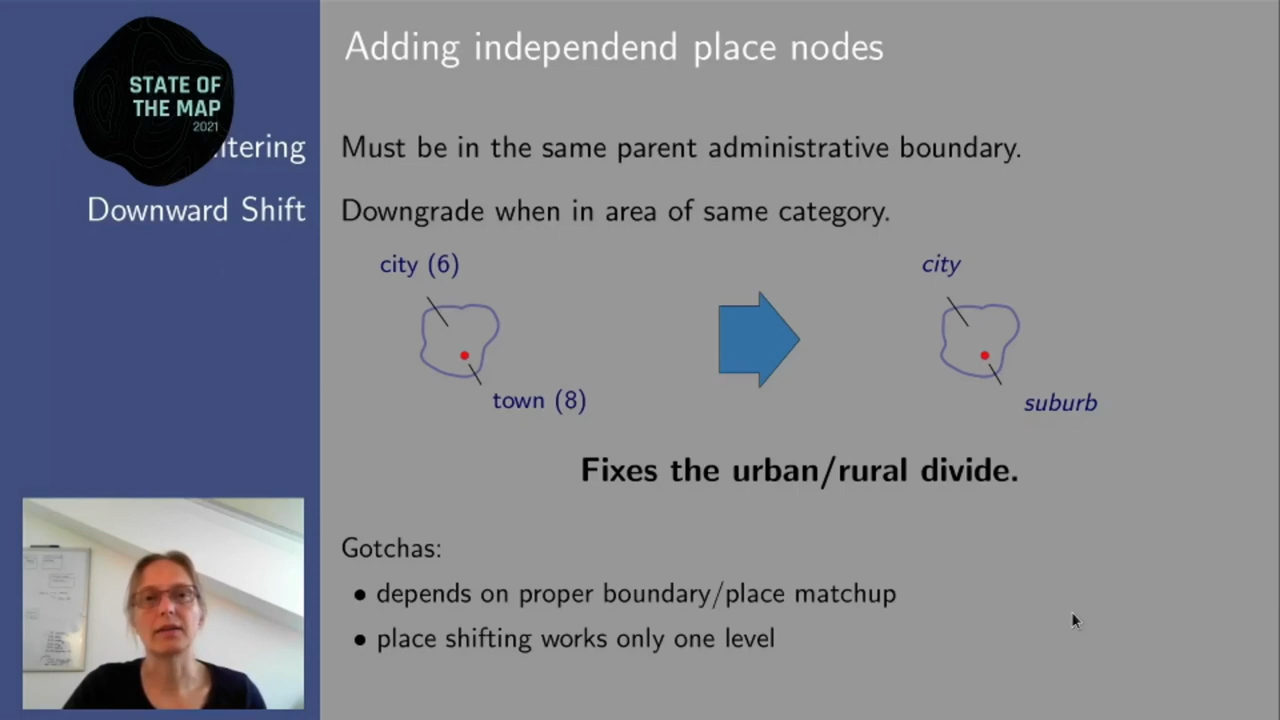 Adding independend place nodes
STATE OF
THE MAP
2021
Must be in the same parent administrative boundary.
Downward Shift
Downgrade when in area of same category.
city (6)
town (8)
city
suburb
Fixes the urban/rural divide.
Gotchas:
• depends on proper boundary/place matchup
• place shifting works only one level